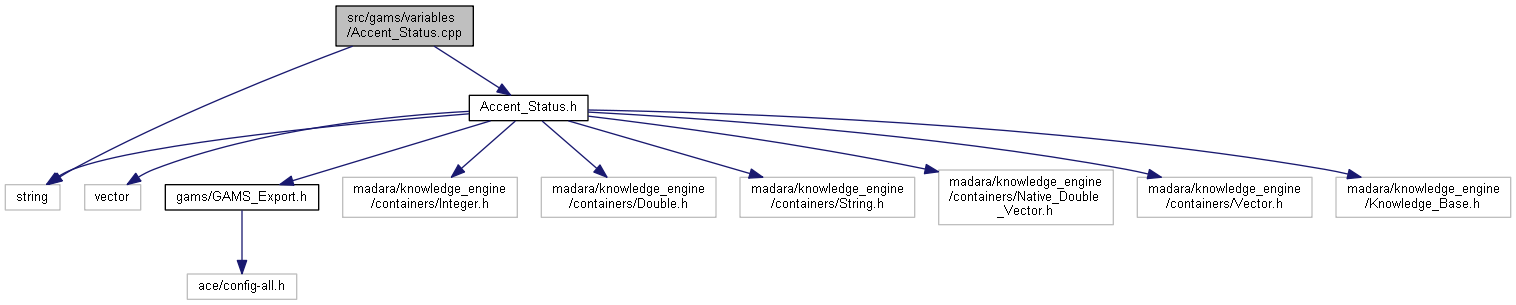 src/gams/variables
/Accent_Status.cpp
Accent_Status.h
string
vector
gams/GAMS_Export.h
madara/knowledge_engine
/containers/Integer.h
madara/knowledge_engine
/containers/Double.h
madara/knowledge_engine
/containers/String.h
madara/knowledge_engine
/containers/Native_Double
_Vector.h
madara/knowledge_engine
/containers/Vector.h
madara/knowledge_engine
/Knowledge_Base.h
ace/config-all.h